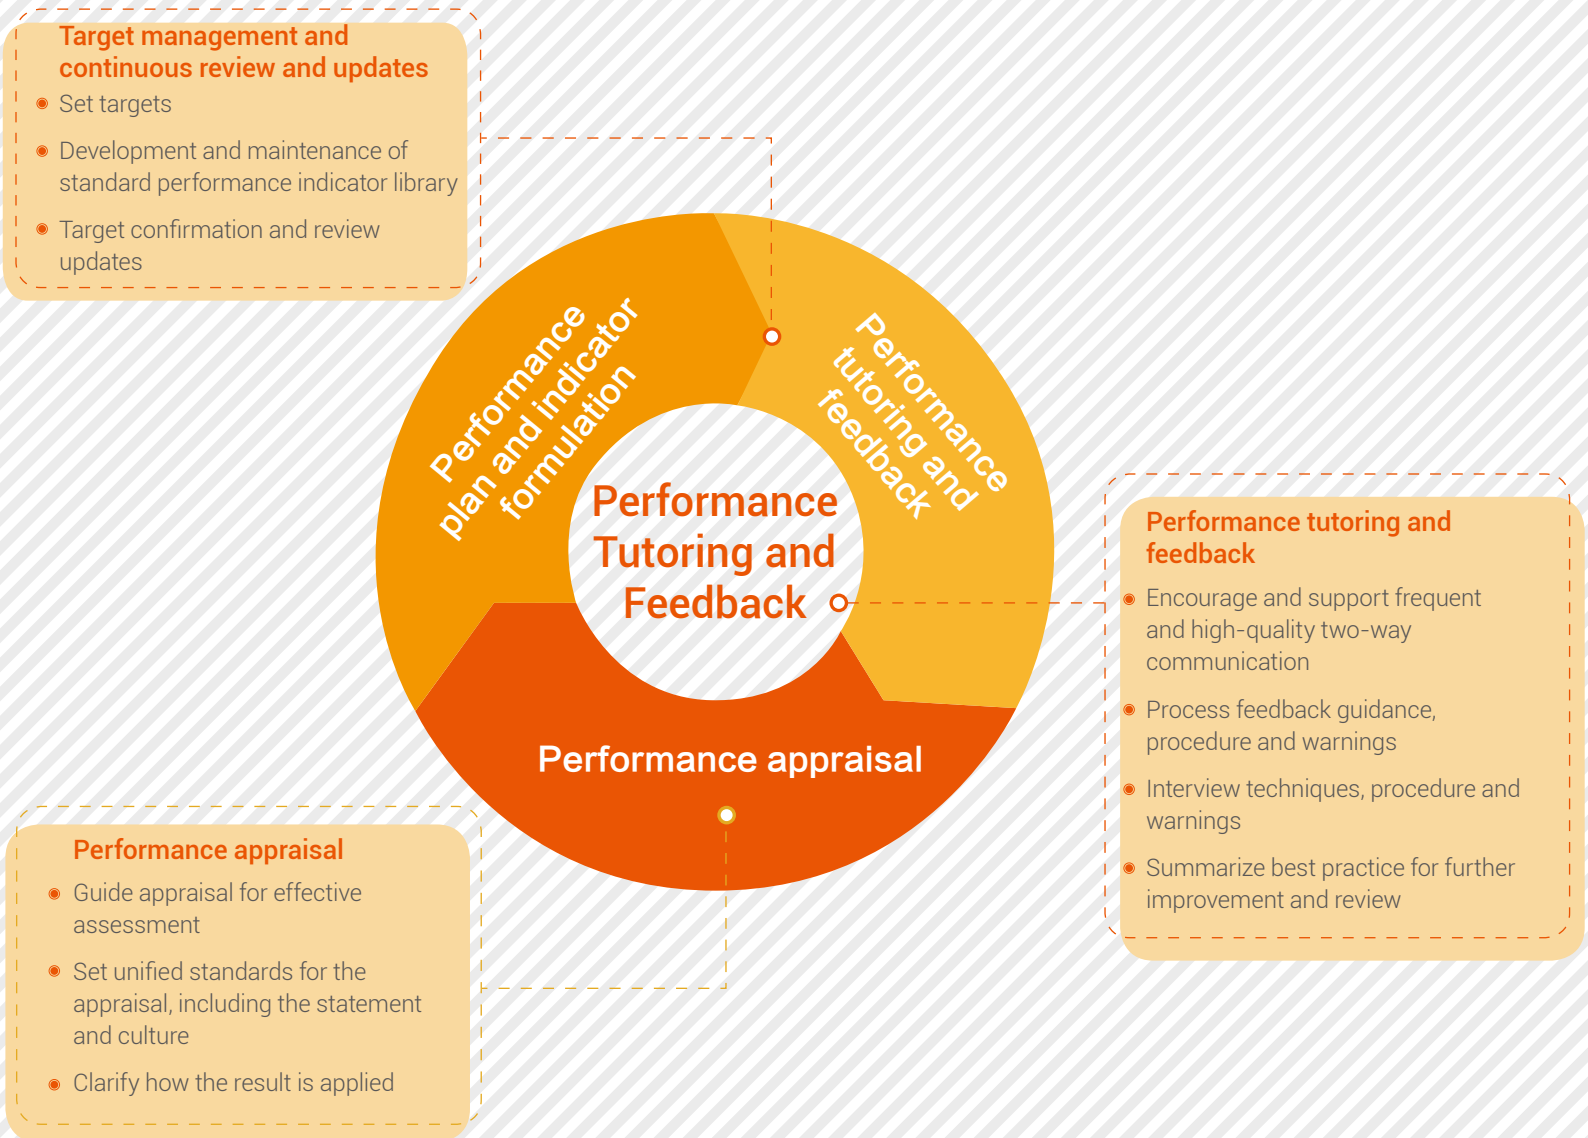 Target management and
continuous review and updates
Set targets
Development and maintenance of
standard performance indicator library
Target confirmation and review
updates
Performance
plan and indicator
formulation
Performance
tutoring and
feedback
Performance
Tutoring and
Feedback
Performance appraisal
Performance tutoring and
feedback
Encourage and support frequent
and high-quality two-way
communication
Process feedback guidance,
procedure and warnings
Interview techniques, procedure and
warnings
Summarize best practice for further
improvement and review
Performance appraisal
Guide appraisal for effective
assessment
Set unified standards for the
appraisal, including the statement
and culture
Clarify how the result is applied